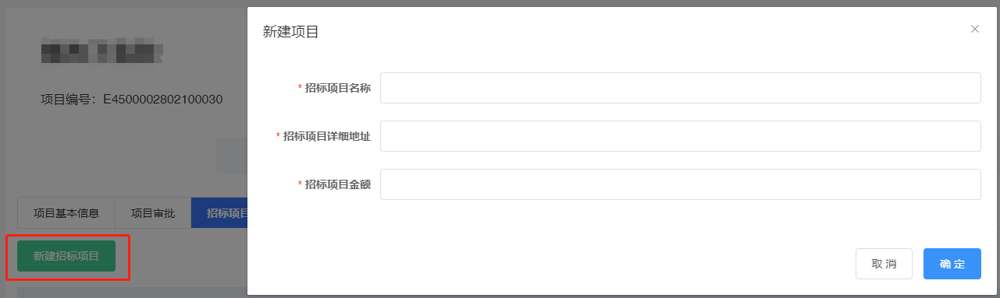 新建项目
项目编号：E4500002802100030
* 招标项目名称
* 招标项目详细地址
* 招标项目金额
项目基本信息
项目审批
招标项目
新建招标项目
取 消
确 定